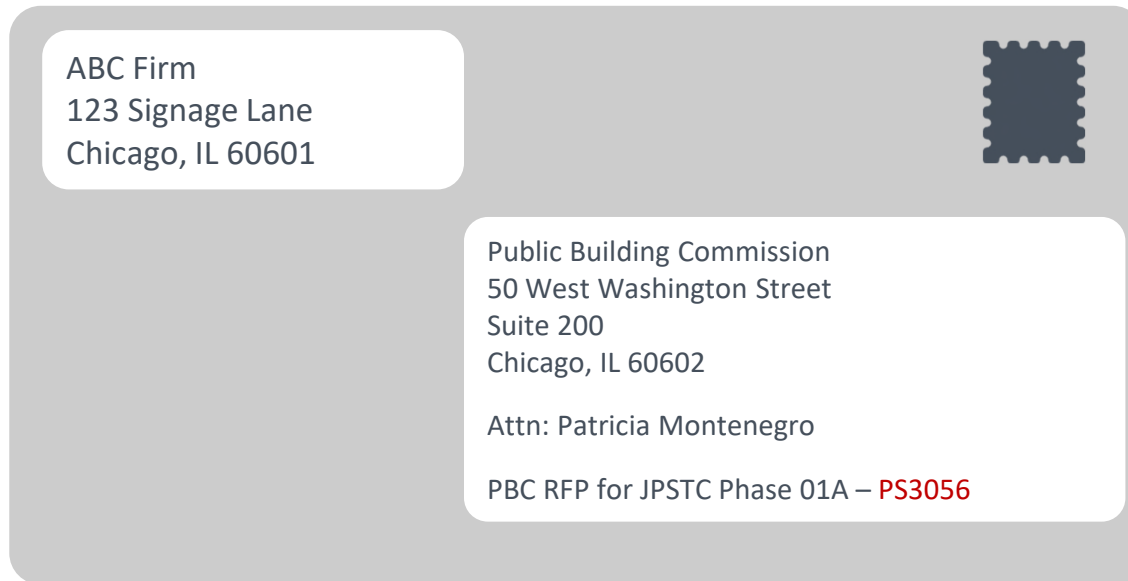 ABC Firm
123 Signage Lane
Chicago, IL 60601
Public Building Commission
50 West Washington Street
Suite 200
Chicago, IL 60602
Attn: Patricia Montenegro
PBC RFP for JPSTC Phase 01A – PS3056